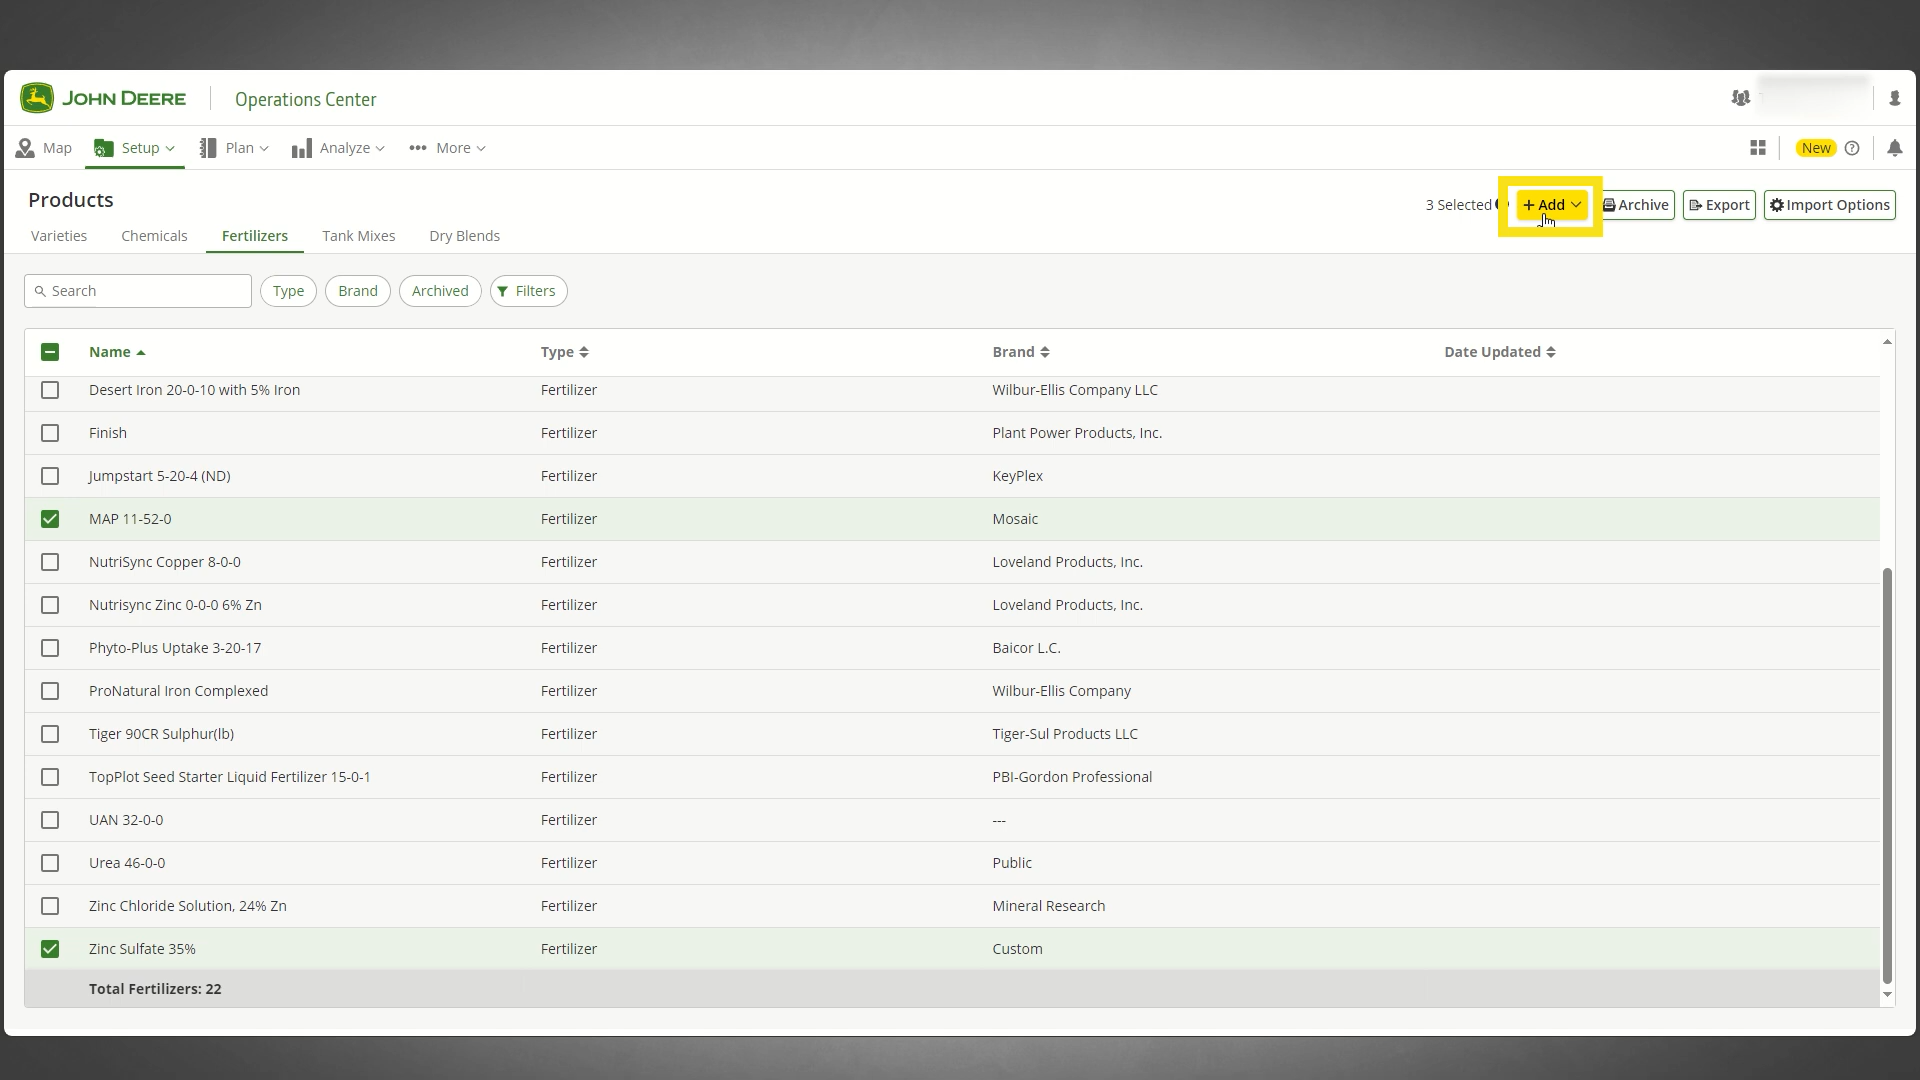 JOHN DEERE Operations Center
Map Setup Plan Analyze More New
Products
3 Selected + Add Archive Export Import Options
Varieties Chemicals Fertilizers Tank Mixes Dry Blends
Search Type Brand Archived Filters
Name Type Brand Date Updated
Desert Iron 20-0-10 with 5% Iron Fertilizer Wilbur-Ellis Company LLC
Finish Fertilizer Plant Power Products, Inc.
Jumpstart 5-20-4 (ND) Fertilizer KeyPlex
MAP 11-52-0 Fertilizer Mosaic
NutriSync Copper 8-0-0 Fertilizer Loveland Products, Inc.
Nutrisync Zinc 0-0-0 6% Zn Fertilizer Loveland Products, Inc.
Phyto-Plus Uptake 3-20-17 Fertilizer Baicor L.C.
ProNatural Iron Complexed Fertilizer Wilbur-Ellis Company
Tiger 90CR Sulphur(lb) Fertilizer Tiger-Sul Products LLC
TopPlot Seed Starter Liquid Fertilizer 15-0-1 Fertilizer PBI-Gordon Professional
UAN 32-0-0 Fertilizer ---
Urea 46-0-0 Fertilizer Public
Zinc Chloride Solution, 24% Zn Fertilizer Mineral Research
Zinc Sulfate 35% Fertilizer Custom
Total Fertilizers: 22